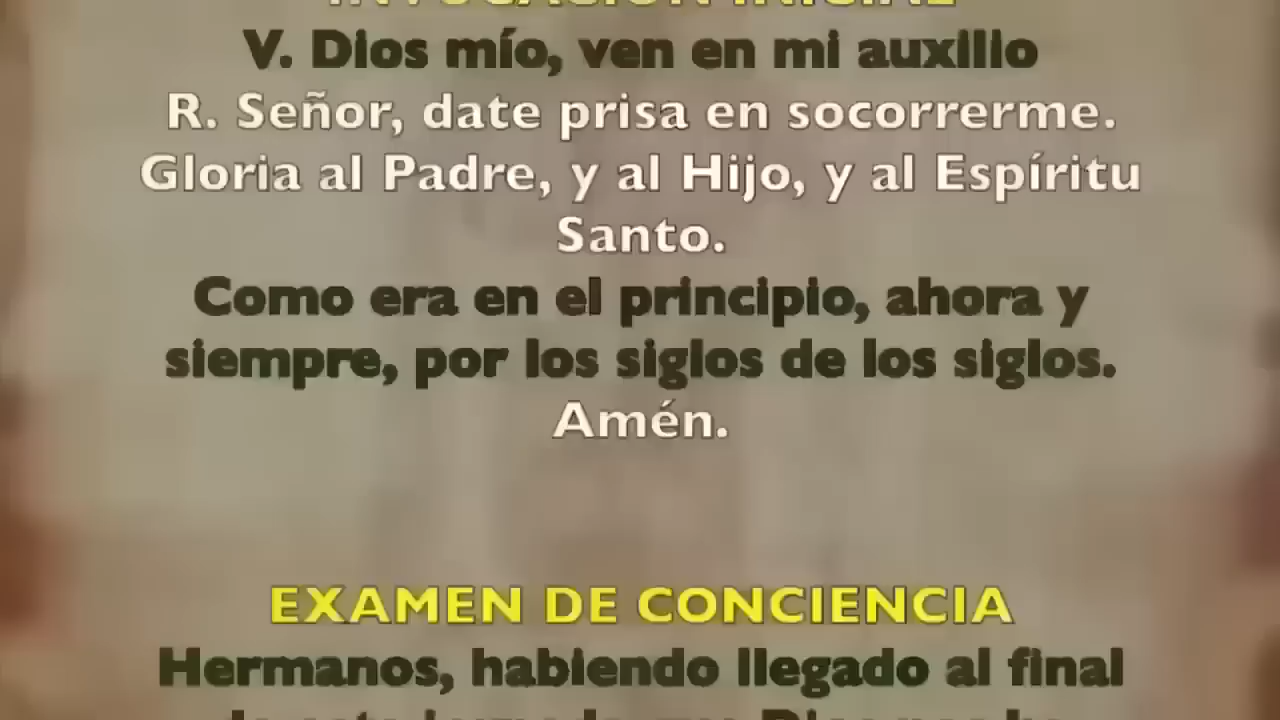 INVOCACIÓN INICIAL
V. Dios mío, ven en mi auxilio
R. Señor, date prisa en socorrerme.
Gloria al Padre, y al Hijo, y al Espíritu
Santo.
Como era en el principio, ahora y
siempre, por los siglos de los siglos.
Amén.
EXAMEN DE CONCIENCIA
Hermanos, habiendo llegado al final